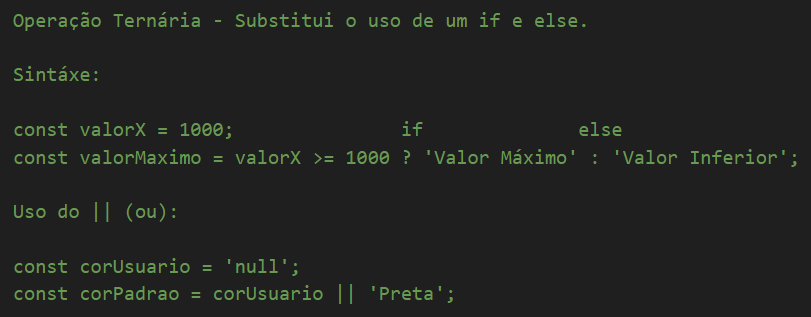 Operação Ternária - Substitui o uso de um if e else.
Sintáxe:
const valorX = 1000; if else
const valorMaximo = valorX >= 1000 ? 'Valor Máximo' : 'Valor Inferior';
Uso do || (ou):
const corUsuario = 'null';
const corPadrao = corUsuario || 'Preta';